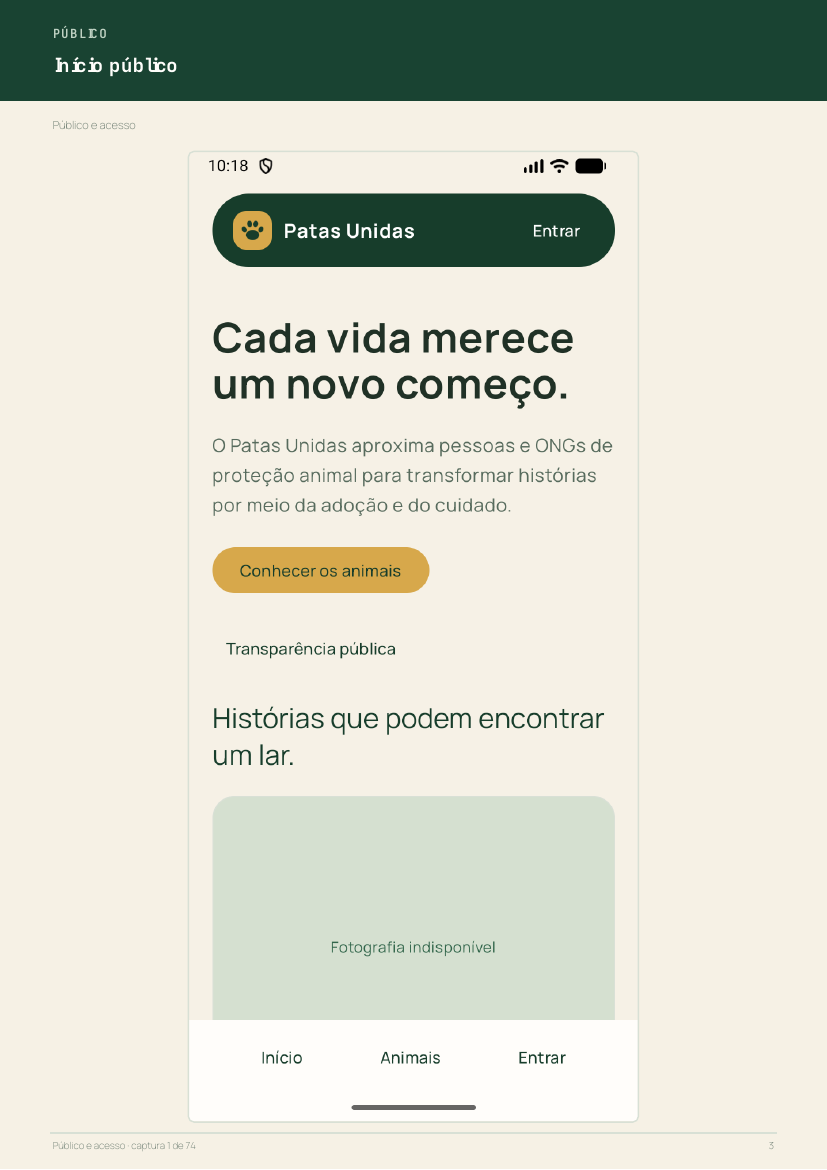 PÚBLICO
Início público
Público e acesso
10:18
Patas Unidas
Entrar
Cada vida merece
um novo começo.
O Patas Unidas aproxima pessoas e ONGs de
proteção animal para transformar histórias
por meio da adoção e do cuidado.
Conhecer os animais
Transparência pública
Histórias que podem encontrar
um lar.
Fotografia indisponível
Início Animais Entrar
Público e acesso · captura 1 de 74 3